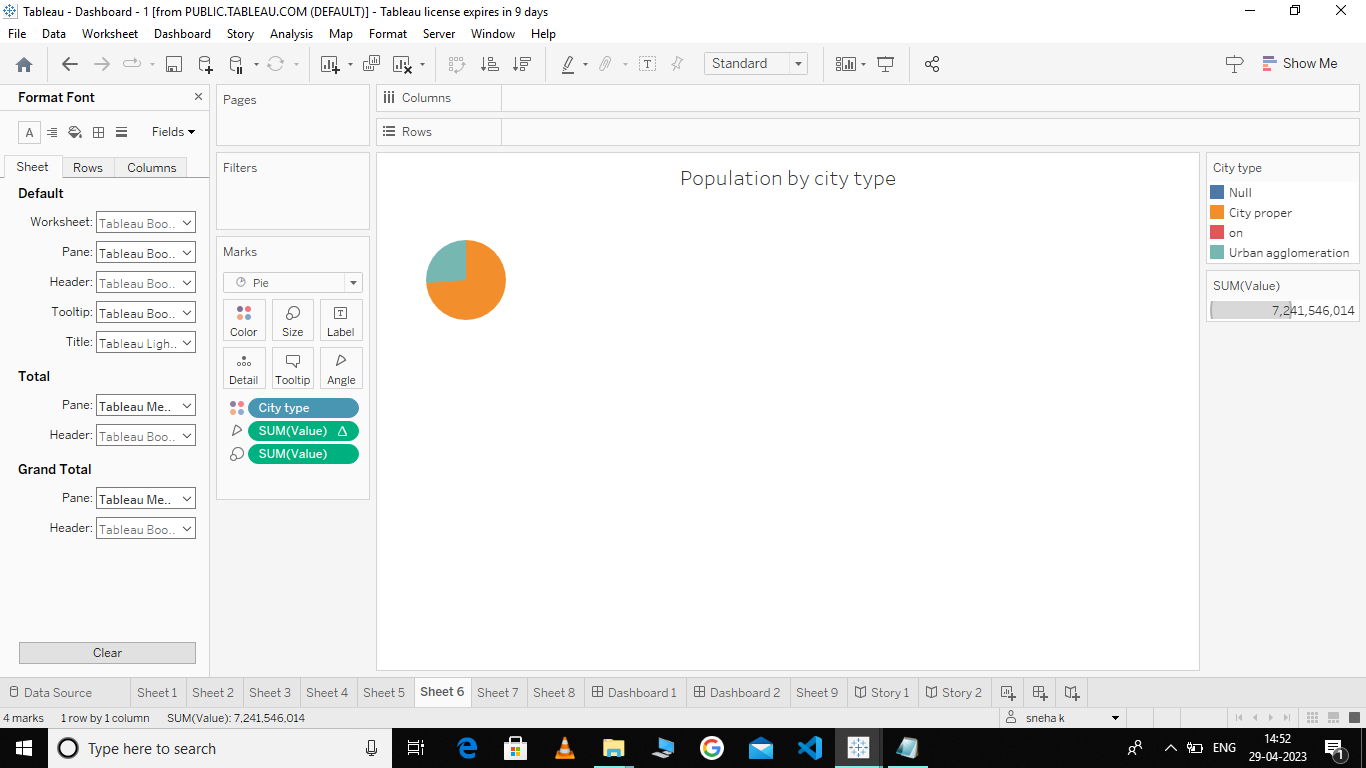 Tableau - Dashboard - 1 [from PUBLIC.TABLEAU.COM (DEFAULT)] - Tableau license expires in 9 days
File Data Worksheet Dashboard Story Analysis Map Format Server Window Help
Standard
Show Me
Format Font
Fields
Sheet Rows Columns
Default
Worksheet: Tableau Boo..
Pane: Tableau Boo..
Header: Tableau Boo..
Tooltip: Tableau Boo..
Title: Tableau Ligh..
Total
Pane: Tableau Me..
Header: Tableau Boo..
Grand Total
Pane: Tableau Me..
Header: Tableau Boo..
Clear
Pages
Filters
Marks
Pie
Color Size Label
Detail Tooltip Angle
City type
SUM(Value)
SUM(Value)
Columns
Rows
Population by city type
City type
Null
City proper
on
Urban agglomeration
SUM(Value)
7,241,546,014
Data Source Sheet 1 Sheet 2 Sheet 3 Sheet 4 Sheet 5 Sheet 6 Sheet 7 Sheet 8 Dashboard 1 Dashboard 2 Sheet 9 Story 1 Story 2
4 marks 1 row by 1 column SUM(Value): 7,241,546,014 sneha k
Type here to search
ENG
14:52
29-04-2023
1